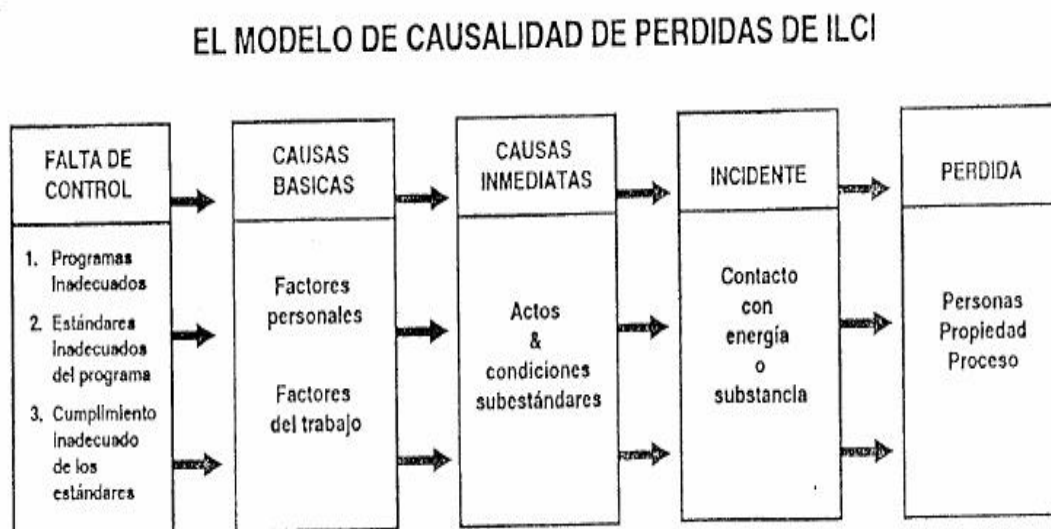 EL MODELO DE CAUSALIDAD DE PERDIDAS DE ILCI
FALTA DE
CONTROL
1. Programas
Inadecuados
2. Estándares
inadecuados
del programa
3. Cumplimiento
inadecuado
de los
estándares
CAUSAS
BASICAS
Factores
personales
Factores
del trabajo
CAUSAS
INMEDIATAS
Actos
&
condiciones
subestándares
INCIDENTE
Contacto
con
energía
o
substancia
PERDIDA
Personas
Propiedad
Proceso